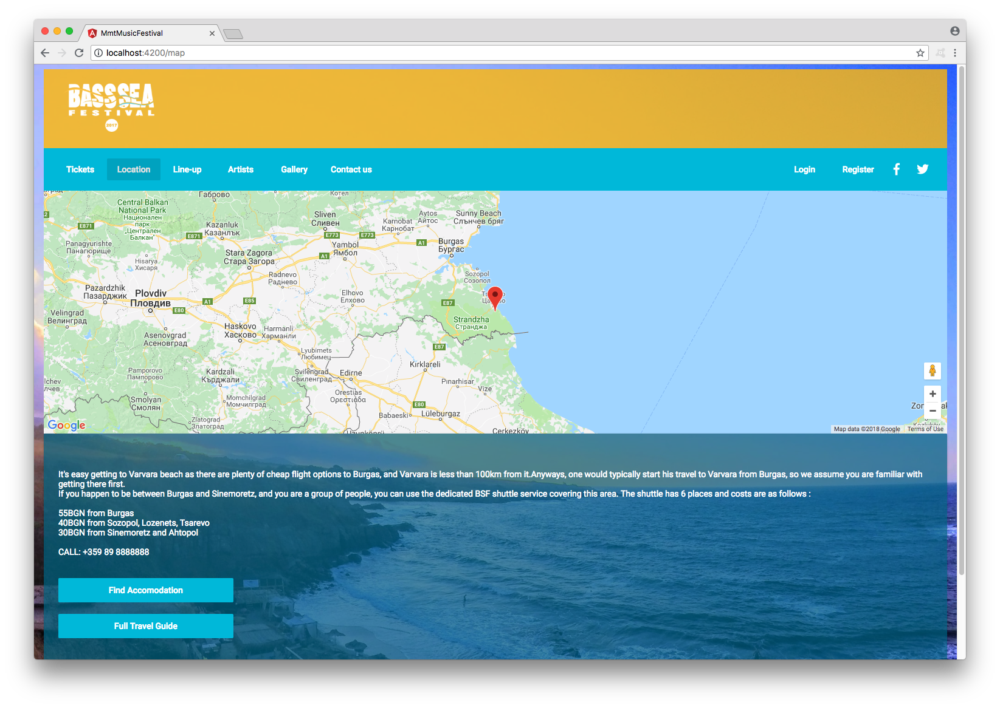 MmtMusicFestival
localhost:4200/map
BASSSEA
FESTIVAL
2017
Tickets
Location
Line-up
Artists
Gallery
Contact us
Login
Register
Габрово
Котел
Central Balkan
National Park
Национален
парк
„Централен
Балкан“
2
E871
E871
Kazanluk
Казанлък
Sliven
Сливен
E773
E773
Karnobat
Карнобат
Aytos
Айтос
Sunny Beach
Слънчев бряг
Panagyurishte
Панагюрище
Hisarya
Хисаря
Stara Zagora
Стара Загора
Yambol
Ямбол
A1
A1
Burgas
Бургас
Radnevo
Раднево
Sozopol
Созопол
Pazardzhik
Пазарджик
Plovdiv
Пловдив
A1
E85
E80
Elhovo
Елхово
E87
Velingrad
Велинград
Strandzha
Странджа
Asenovgrad
Асеновград
Haskovo
Хасково
Harmanli
Харманли
E87
Lyubimets
Любимец
Pamporovo
Пампорово
Kardzali
Кърджали
Svilengrad
Свиленград
Edirne
Kırklareli
Pınarhisar
Vize
lchev
лчев
Smolyan
Смолян
Momchilgrad
Момчилград
Orestias
Ορεστιάδα
E80
Babaeski
Lüleburgaz
Zlatograd
Златоград
Uzunköprü
Cerkezköy
Google
Map data ©2018 Google
Terms of Use
It's easy getting to Varvara beach as there are plenty of cheap flight options to Burgas, and Varvara is less than 100km from it.Anyways, one would typically start his travel to Varvara from Burgas, so we assume you are familiar with
getting there first.
If you happen to be between Burgas and Sinemoretz, and you are a group of people, you can use the dedicated BSF shuttle service covering this area. The shuttle has 6 places and costs are as follows :
55BGN from Burgas
40BGN from Sozopol, Lozenets, Tsarevo
30BGN from Sinemoretz and Ahtopol
CALL: +359 89 8888888
Find Accomodation
Full Travel Guide